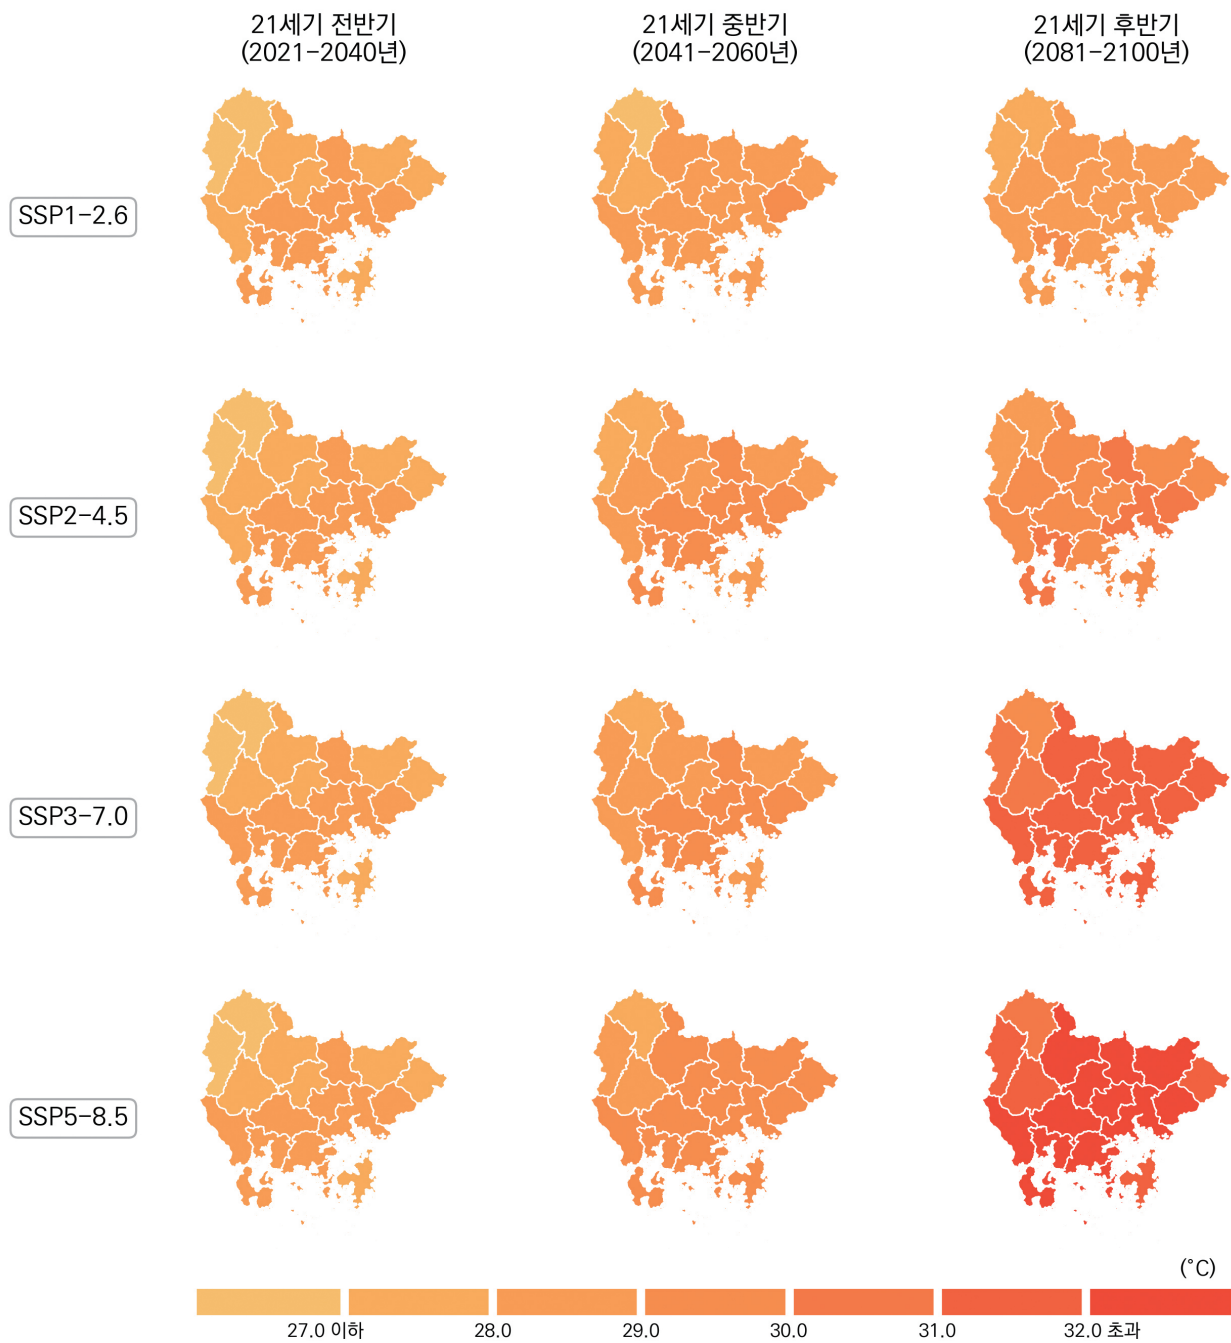 21세기 전반기
(2021-2040년)
21세기 중반기
(2041-2060년)
21세기 후반기
(2081-2100년)
SSP1-2.6
SSP2-4.5
SSP3-7.0
SSP5-8.5
(˚C)
27.0 이하 28.0 29.0 30.0 31.0 32.0 초과